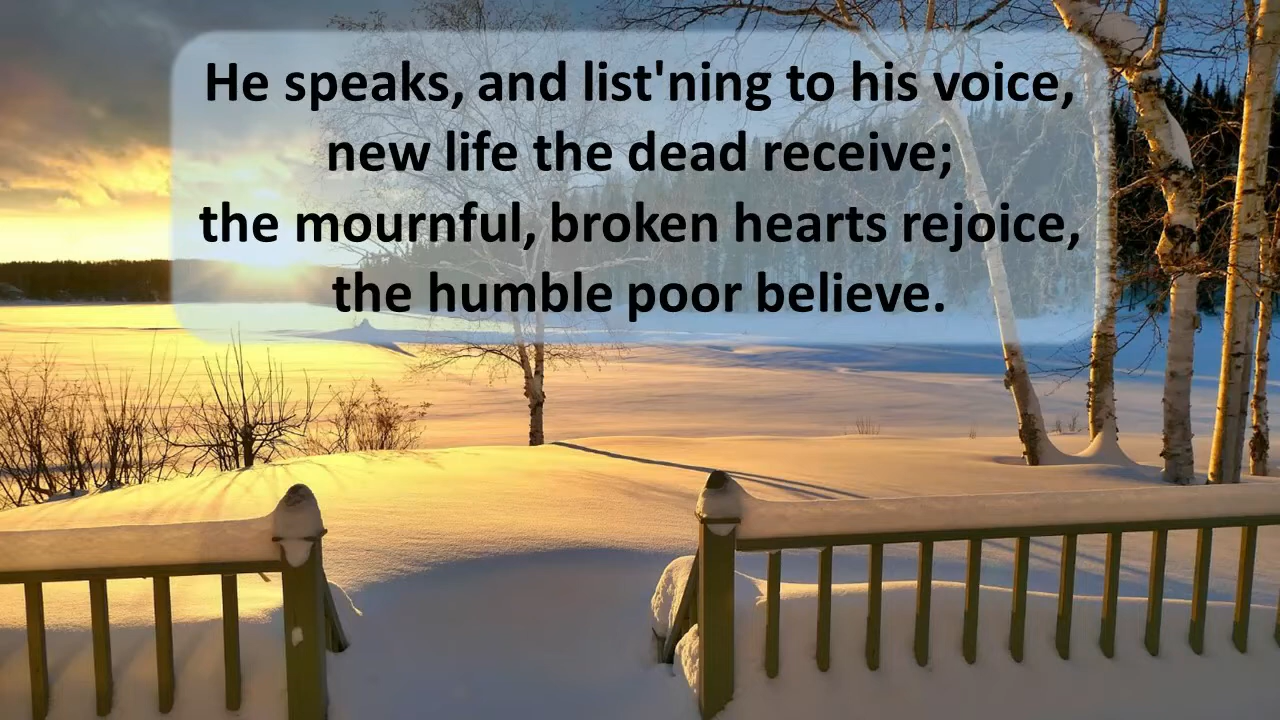 He speaks, and list'ning to his voice,
new life the dead receive;
the mournful, broken hearts rejoice,
the humble poor believe.